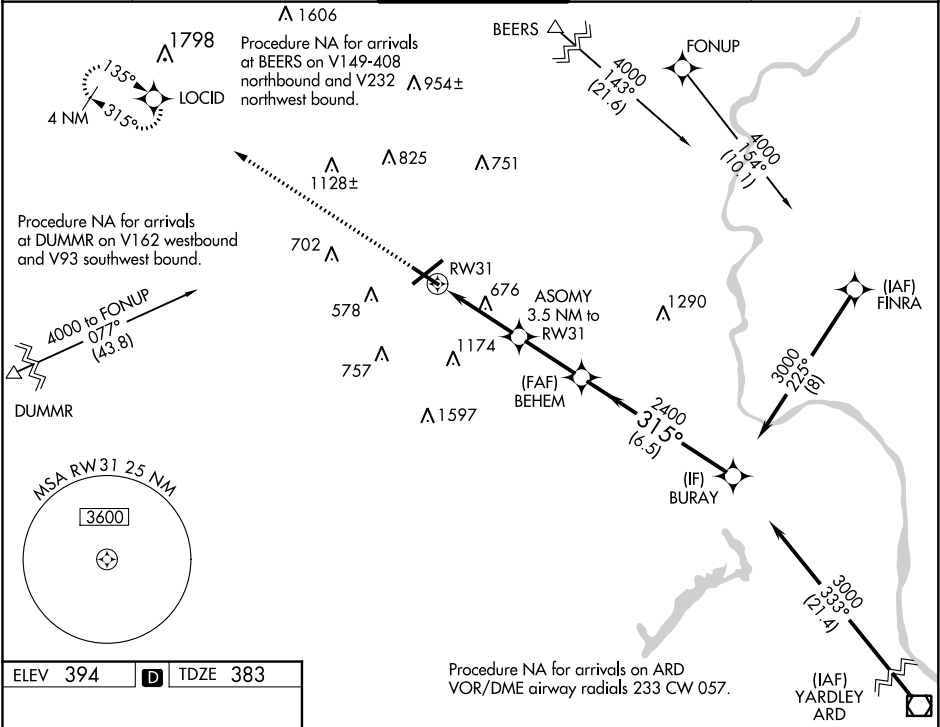 1606
1798
Procedure NA for arrivals
at BEERS on V149-408
northbound and V232
northwest bound.
954±
BEERS
4000
143°
(21.6)
FONUP
4000
154°
(10.1)
135°
315°
4 NM
LOCID
1128±
825
751
Procedure NA for arrivals
at DUMMR on V162 westbound
and V93 southwest bound.
702
578
757
RW31
676
ASOMY
3.5 NM to
RW31
1174
1290
(IAF)
FINRA
3000
225°
(8)
4000 to FONUP
077°
(43.8)
DUMMR
(FAF)
BEHEM
1597
2400
315°
(6.5)
(IF)
BURAY
MSA RW31 25 NM
3600
3000
333°
(21.4)
(IAF)
YARDLEY
ARD
Procedure NA for arrivals on ARD
VOR/DME airway radials 233 CW 057.
ELEV 394 D TDZE 383